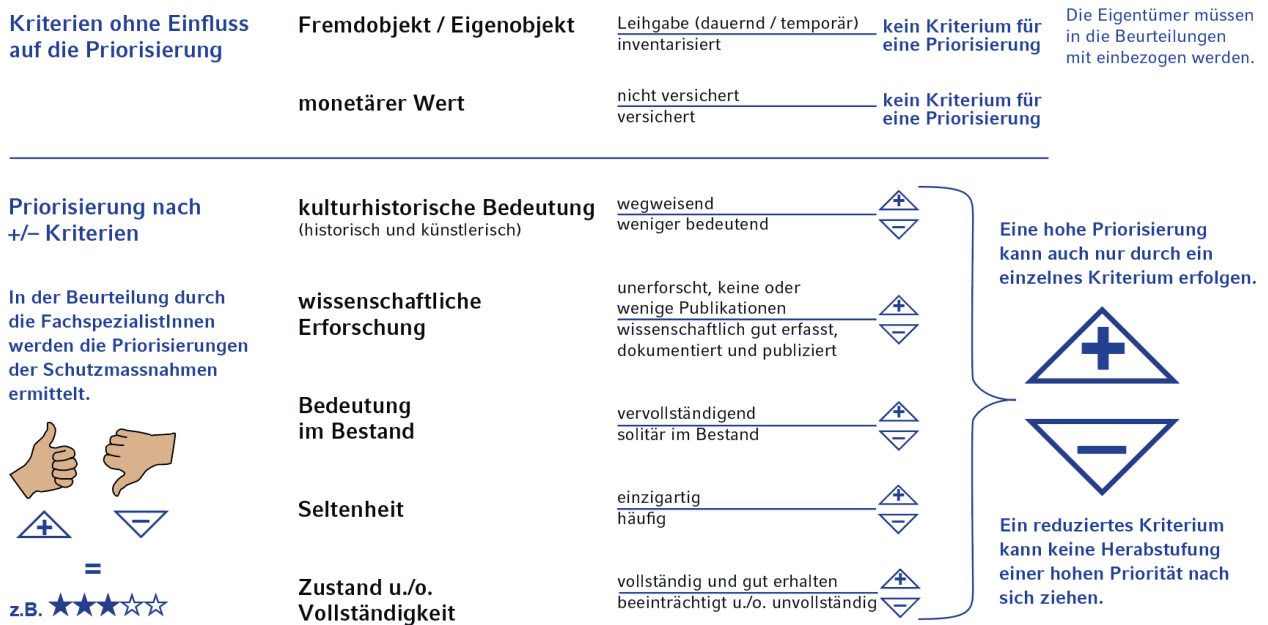 Kriterien ohne Einfluss
auf die Priorisierung
Fremdobjekt / Eigenobjekt
Leihgabe (dauernd / temporär)
inventarisiert
kein Kriterium für
eine Priorisierung
Die Eigentümer müssen
in die Beurteilungen
mit einbezogen werden.
monetärer Wert
nicht versichert
versichert
kein Kriterium für
eine Priorisierung
Priorisierung nach
+/– Kriterien
In der Beurteilung durch
die FachspezialistInnen
werden die Priorisierungen
der Schutzmassnahmen
ermittelt.
+ –
=
z.B. ★★★☆☆
kulturhistorische Bedeutung
(historisch und künstlerisch)
wegweisend
weniger bedeutend
+
–
wissenschaftliche
Erforschung
unerforscht, keine oder
wenige Publikationen
wissenschaftlich gut erfasst,
dokumentiert und publiziert
+
–
Bedeutung
im Bestand
vervollständigend
solitär im Bestand
+
–
Seltenheit
einzigartig
häufig
+
–
Zustand u./o.
Vollständigkeit
vollständig und gut erhalten
beeinträchtigt u./o. unvollständig
+
–
Eine hohe Priorisierung
kann auch nur durch ein
einzelnes Kriterium erfolgen.
+
–
Ein reduziertes Kriterium
kann keine Herabstufung
einer hohen Priorität nach
sich ziehen.